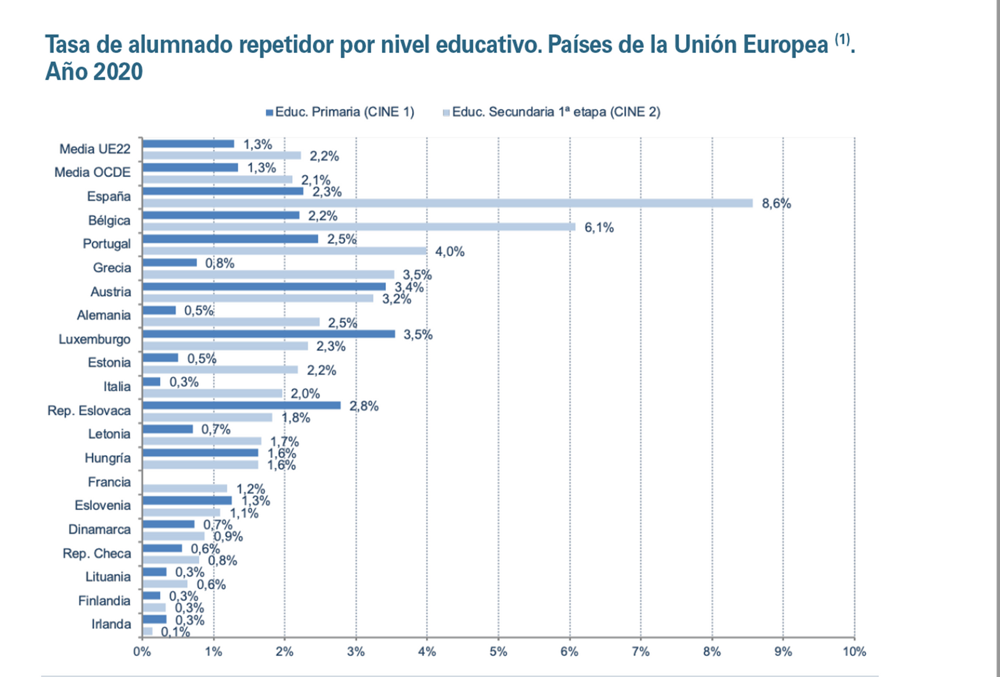 Tasa de alumnado repetidor por nivel educativo. Países de la Unión Europea (1).
Año 2020
Educ. Primaria (CINE 1) Educ. Secundaria 1ª etapa (CINE 2)
Media UE22 1,3% 2,2%
Media OCDE 1,3% 2,1%
España 2,3% 8,6%
Bélgica 2,2% 6,1%
Portugal 2,5% 4,0%
Grecia 0,8% 3,5%
Austria 3,4% 3,2%
Alemania 0,5% 2,5%
Luxemburgo 3,5% 2,3%
Estonia 0,5% 2,2%
Italia 0,3% 2,0%
Rep. Eslovaca 2,8% 1,8%
Letonia 0,7% 1,7%
Hungría 1,6% 1,6%
Francia 1,2%
Eslovenia 1,3% 1,1%
Dinamarca 0,7% 0,9%
Rep. Checa 0,6% 0,8%
Lituania 0,3% 0,6%
Finlandia 0,3% 0,3%
Irlanda 0,3% 0,1%
0% 1% 2% 3% 4% 5% 6% 7% 8% 9% 10%